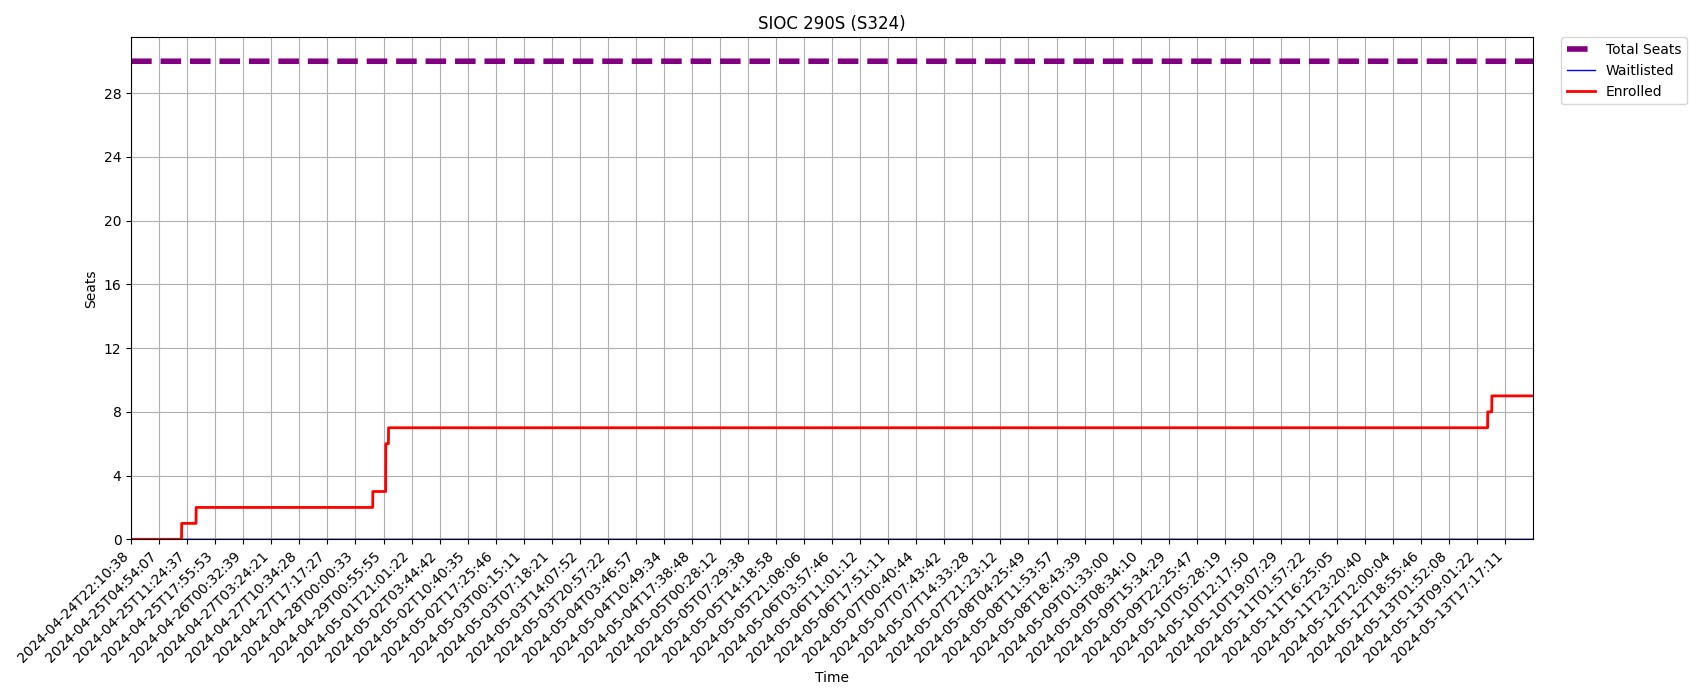 SIOC 290S (S324)
Total Seats
Waitlisted
Enrolled
Seats
28
24
20
16
12
8
4
0
2024-04-24T22:10:38
2024-04-25T04:54:07
2024-04-25T11:24:37
2024-04-25T17:55:53
2024-04-26T00:32:39
2024-04-27T03:24:21
2024-04-27T10:34:28
2024-04-27T17:17:27
2024-04-28T00:00:33
2024-04-29T00:55:55
2024-05-01T21:01:22
2024-05-02T03:44:42
2024-05-02T10:40:35
2024-05-02T17:25:46
2024-05-03T00:15:11
2024-05-03T07:18:21
2024-05-03T14:07:52
2024-05-03T20:57:22
2024-05-04T03:46:57
2024-05-04T10:49:34
2024-05-04T17:38:48
2024-05-05T00:28:12
2024-05-05T07:29:38
2024-05-05T14:18:58
2024-05-05T21:08:06
2024-05-06T03:57:46
2024-05-06T11:01:12
2024-05-06T17:51:11
2024-05-07T00:40:44
2024-05-07T07:43:42
2024-05-07T14:33:28
2024-05-07T21:23:12
2024-05-08T04:25:49
2024-05-08T11:53:57
2024-05-08T18:43:39
2024-05-09T01:33:00
2024-05-09T08:34:10
2024-05-09T15:34:29
2024-05-09T22:25:47
2024-05-10T05:28:19
2024-05-10T12:17:50
2024-05-10T19:07:29
2024-05-11T01:57:22
2024-05-11T16:25:05
2024-05-11T23:20:40
2024-05-12T12:00:04
2024-05-12T18:55:46
2024-05-13T01:52:08
2024-05-13T09:01:22
2024-05-13T17:17:11
Time